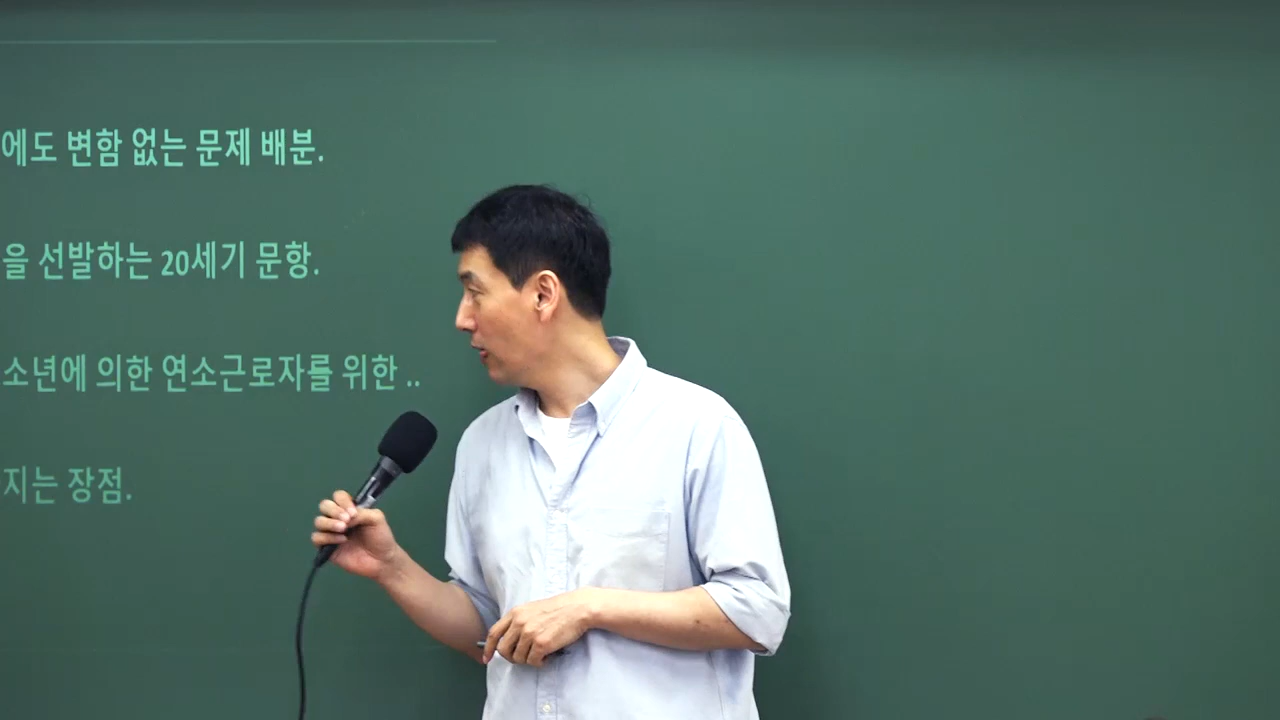 에도 변함 없는 문제 배분.
을 선발하는 20세기 문항.
소년에 의한 연소근로자를 위한 ..
지는 장점.